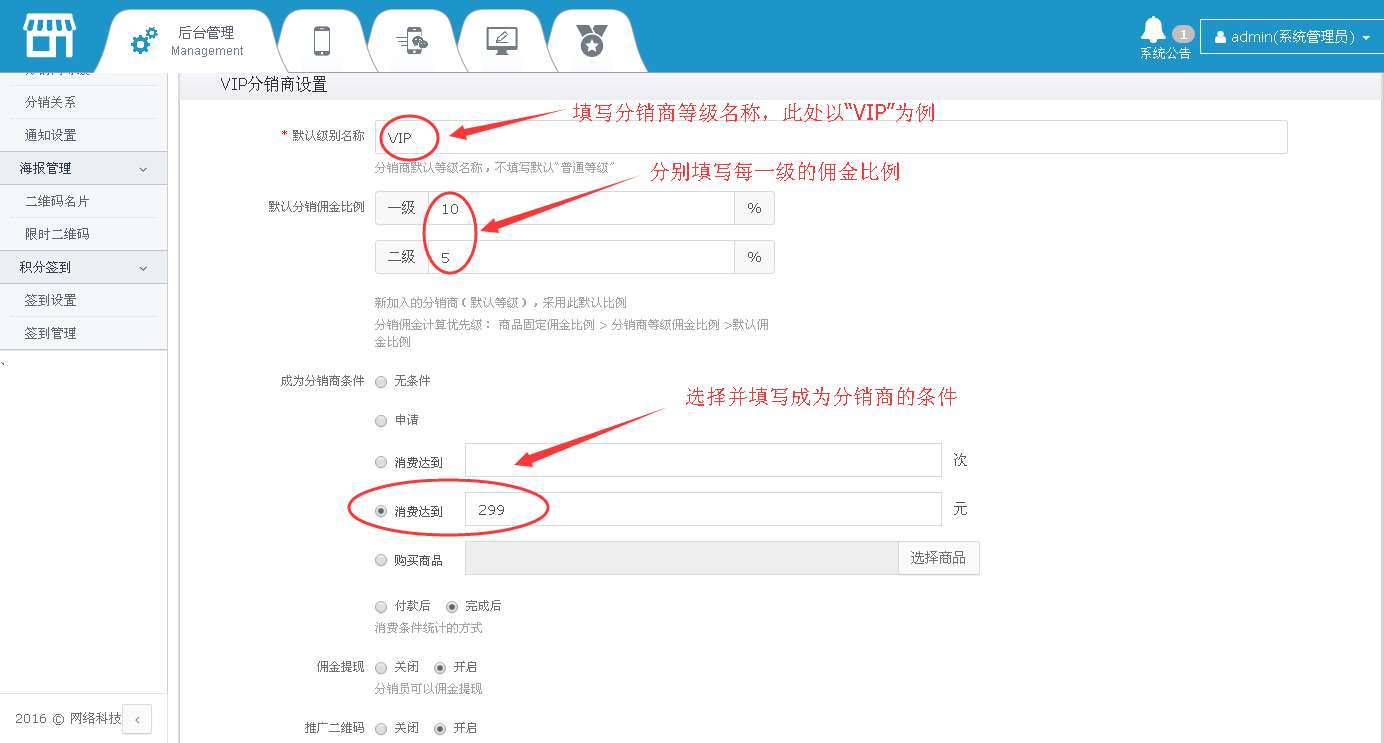 后台管理
Management
1
系统公告
admin(系统管理员)
分销关系
通知设置
海报管理
二维码名片
限时二维码
积分签到
签到设置
签到管理
、
2016 © 网络科技
VIP分销商设置
填写分销商等级名称，此处以“VIP”为例
* 默认级别名称 VIP
分销商默认等级名称，不填写默认“普通等级”
分别填写每一级的佣金比例
默认分销佣金比例 一级 10 %
二级 5 %
新加入的分销商（默认等级），采用此默认比例
分销佣金计算优先级： 商品固定佣金比例 > 分销商等级佣金比例 >默认佣
金比例
成为分销商条件 无条件
选择并填写成为分销商的条件
申请
消费达到 次
消费达到 299 元
购买商品 选择商品
付款后 完成后
消费条件统计的方式
佣金提现 关闭 开启
分销员可以佣金提现
推广二维码 关闭 开启